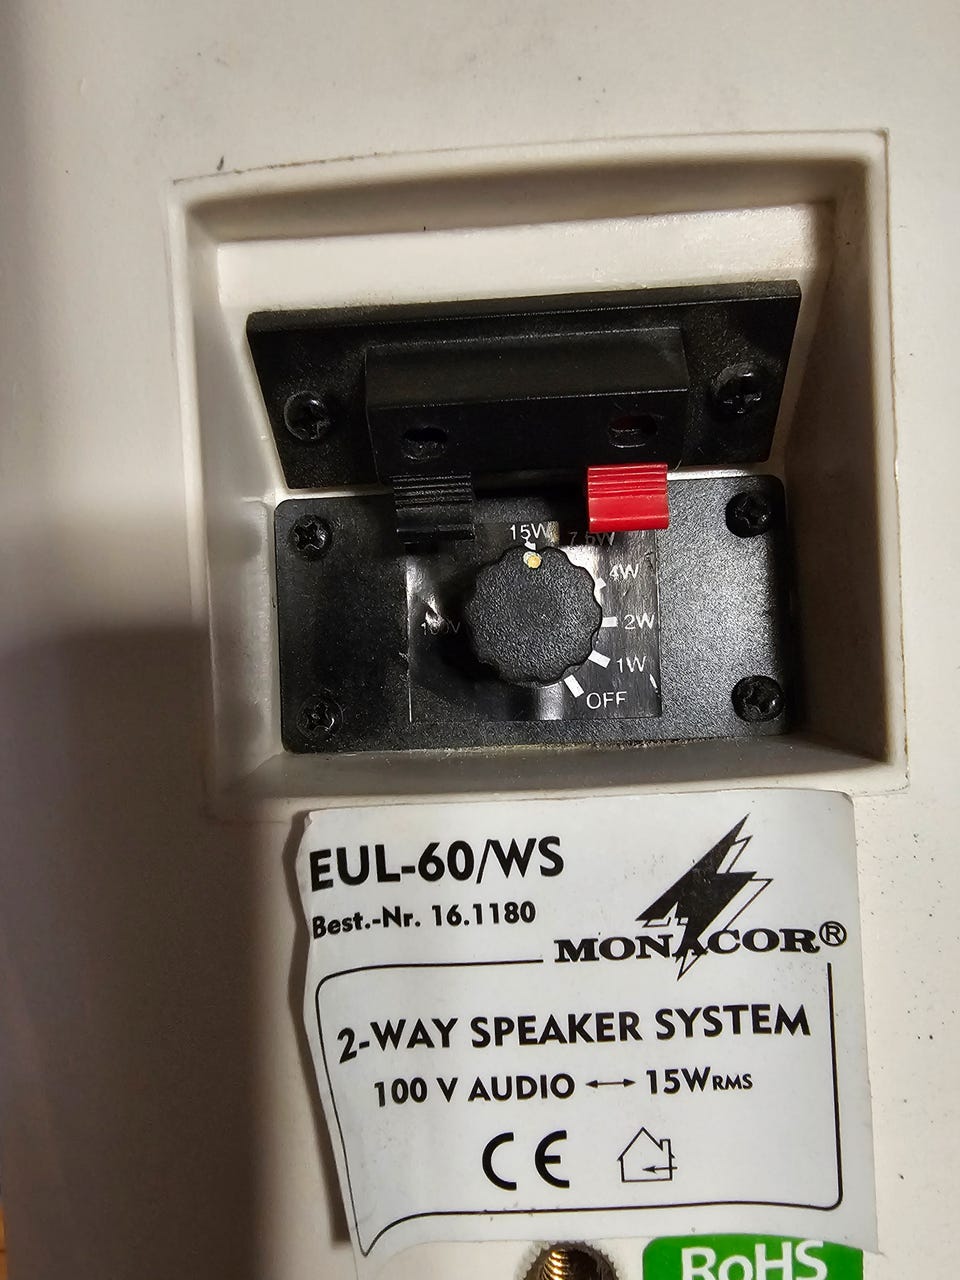 15W
7.5W
4W
100V
2W
1W
OFF
EUL-60/WS
Best.-Nr. 16.1180
MONACOR®
2-WAY SPEAKER SYSTEM
100 V AUDIO ↔ 15WRMS
CE
RoHS